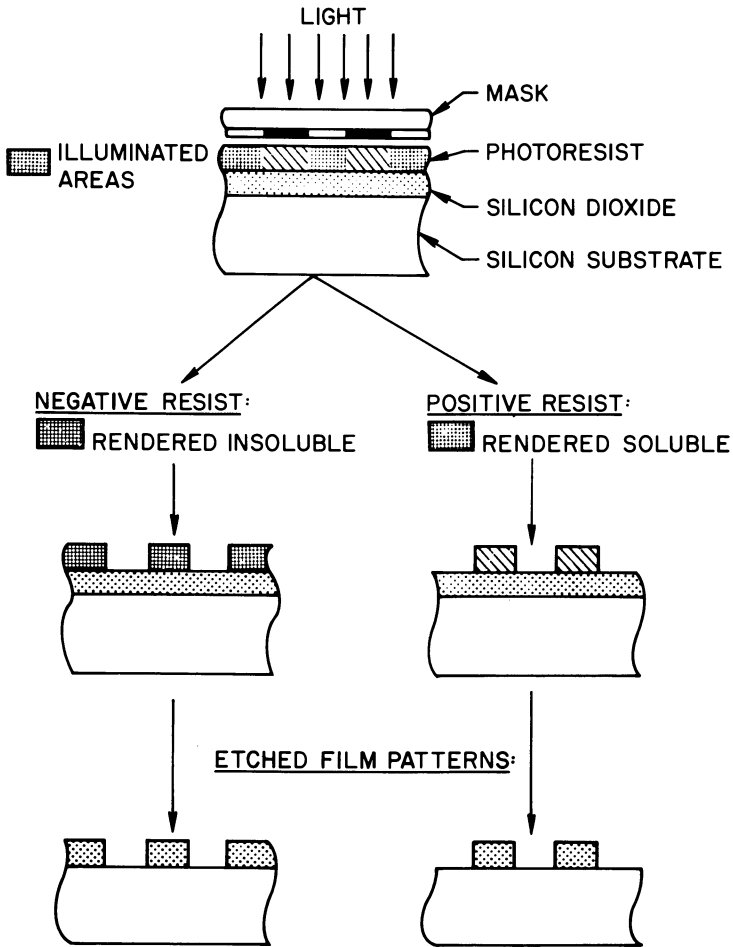 LIGHT
MASK
ILLUMINATED
AREAS
PHOTORESIST
SILICON DIOXIDE
SILICON SUBSTRATE
NEGATIVE RESIST:
RENDERED INSOLUBLE
POSITIVE RESIST:
RENDERED SOLUBLE
ETCHED FILM PATTERNS: